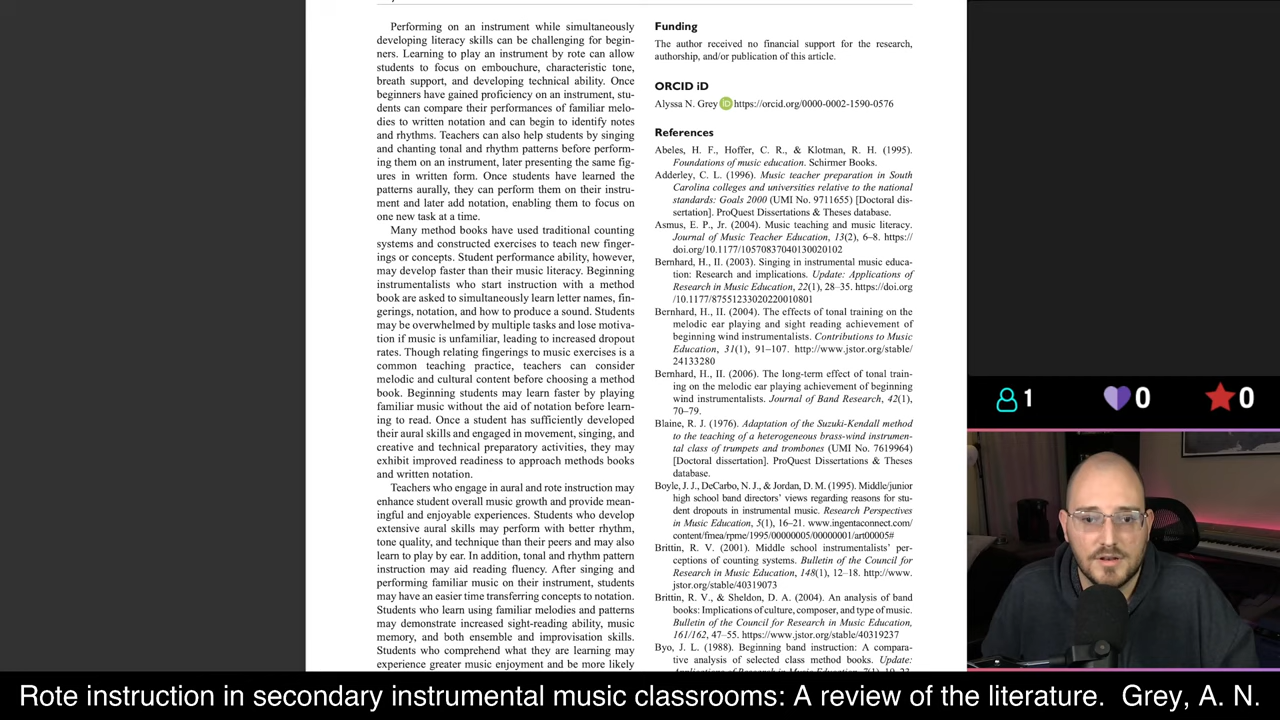 Performing on an instrument while simultaneously
developing literacy skills can be challenging for begin-
ners. Learning to play an instrument by rote can allow
students to focus on embouchure, characteristic tone,
breath support, and developing technical ability. Once
beginners have gained proficiency on an instrument, stu-
dents can compare their performances of familiar melo-
dies to written notation and can begin to identify notes
and rhythms. Teachers can also help students by singing
and chanting tonal and rhythm patterns before perform-
ing them on an instrument, later presenting the same fig-
ures in written form. Once students have learned the
patterns aurally, they can perform them on their instru-
ment and later add notation, enabling them to focus on
one new task at a time.
Many method books have used traditional counting
systems and constructed exercises to teach new finger-
ings or concepts. Student performance ability, however,
may develop faster than their music literacy. Beginning
instrumentalists who start instruction with a method
book are asked to simultaneously learn letter names, fin-
gerings, notation, and how to produce a sound. Students
may be overwhelmed by multiple tasks and lose motiva-
tion if music is unfamiliar, leading to increased dropout
rates. Though relating fingerings to music exercises is a
common teaching practice, teachers can consider
melodic and cultural content before choosing a method
book. Beginning students may learn faster by playing
familiar music without the aid of notation before learn-
ing to read. Once a student has sufficiently developed
their aural skills and engaged in movement, singing, and
creative and technical preparatory activities, they may
exhibit improved readiness to approach methods books
and written notation.
Teachers who engage in aural and rote instruction may
enhance student overall music growth and provide mean-
ingful and enjoyable experiences. Students who develop
extensive aural skills may perform with better rhythm,
tone quality, and technique than their peers and may also
learn to play by ear. In addition, tonal and rhythm pattern
instruction may aid reading fluency. After singing and
performing familiar music on their instrument, students
may have an easier time transferring concepts to notation.
Students who learn using familiar melodies and patterns
may demonstrate increased sight-reading ability, music
memory, and both ensemble and improvisation skills.
Students who comprehend what they are learning may
experience greater music enjoyment and be more likely
Funding
The author received no financial support for the research,
authorship, and/or publication of this article.
ORCID iD
Alyssa N. Grey iD https://orcid.org/0000-0002-1590-0576
References
Abeles, H. F., Hoffer, C. R., & Klotman, R. H. (1995).
Foundations of music education. Schirmer Books.
Adderley, C. L. (1996). Music teacher preparation in South
Carolina colleges and universities relative to the national
standards: Goals 2000 (UMI No. 9711655) [Doctoral dis-
sertation]. ProQuest Dissertations & Theses database.
Asmus, E. P., Jr. (2004). Music teaching and music literacy.
Journal of Music Teacher Education, 13(2), 6–8. https://
doi.org/10.1177/10570837040130020102
Bernhard, H., II. (2003). Singing in instrumental music educa-
tion: Research and implications. Update: Applications of
Research in Music Education, 22(1), 28–35. https://doi.org
/10.1177/87551233020220010801
Bernhard, H., II. (2004). The effects of tonal training on the
melodic ear playing and sight reading achievement of
beginning wind instrumentalists. Contributions to Music
Education, 31(1), 91–107. http://www.jstor.org/stable/
24133280
Bernhard, H., II. (2006). The long-term effect of tonal train-
ing on the melodic ear playing achievement of beginning
wind instrumentalists. Journal of Band Research, 42(1),
70–79.
Blaine, R. J. (1976). Adaptation of the Suzuki-Kendall method
to the teaching of a heterogeneous brass-wind instrumen-
tal class of trumpets and trombones (UMI No. 7619964)
[Doctoral dissertation]. ProQuest Dissertations & Theses
database.
Boyle, J. J., DeCarbo, N. J., & Jordan, D. M. (1995). Middle/junior
high school band directors' views regarding reasons for stu-
dent dropouts in instrumental music. Research Perspectives
in Music Education, 5(1), 16–21. www.ingentaconnect.com/
content/fmea/rpme/1995/00000005/00000001/art00005#
Brittin, R. V. (2001). Middle school instrumentalists' per-
ceptions of counting systems. Bulletin of the Council for
Research in Music Education, 148(1), 12–18. http://www.
jstor.org/stable/40319073
Brittin, R. V., & Sheldon, D. A. (2004). An analysis of band
books: Implications of culture, composer, and type of music.
Bulletin of the Council for Research in Music Education,
161/162, 47–55. https://www.jstor.org/stable/40319237
Byo, J. L. (1988). Beginning band instruction: A compara-
tive analysis of selected class method books. Update:
1
0
0
Rote instruction in secondary instrumental music classrooms: A review of the literature. Grey, A. N.